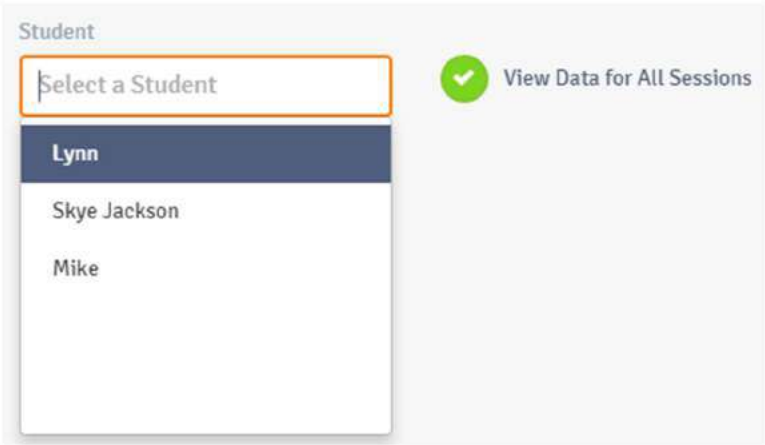 Student
Select a Student
View Data for All Sessions
Lynn
Skye Jackson
Mike